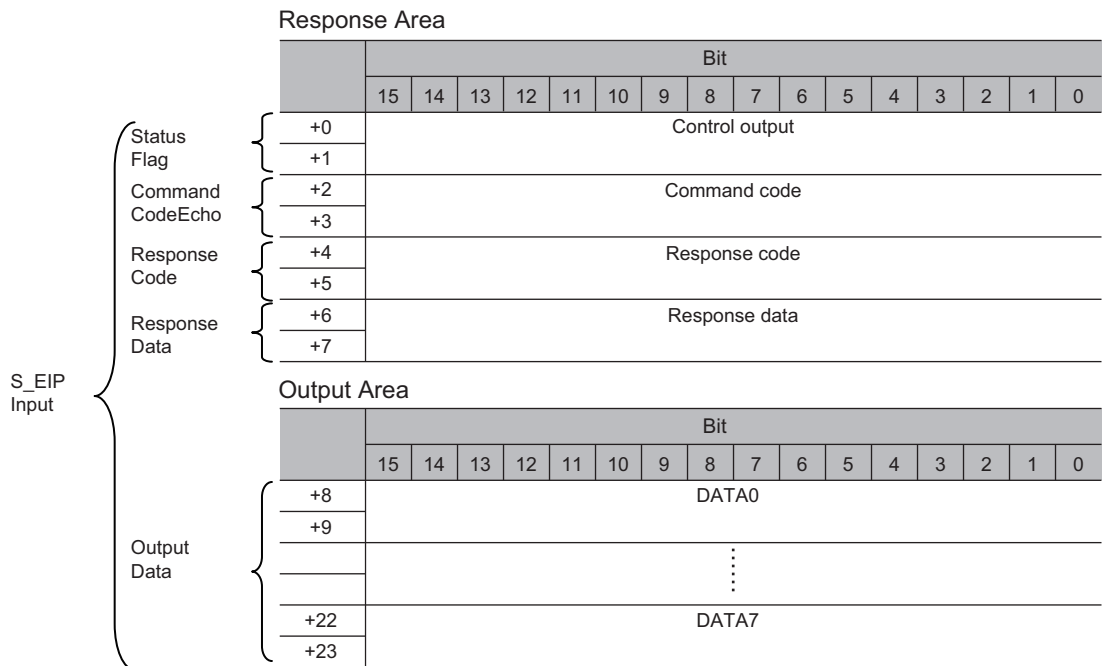 Response Area
Bit
15 14 13 12 11 10 9 8 7 6 5 4 3 2 1 0
Status
Flag
+0 Control output
+1
Command
CodeEcho
+2 Command code
+3
Response
Code
+4 Response code
+5
Response
Data
+6 Response data
+7
S_EIP
Input
Output Area
Bit
15 14 13 12 11 10 9 8 7 6 5 4 3 2 1 0
+8 DATA0
+9
Output
Data
+22 DATA7
+23